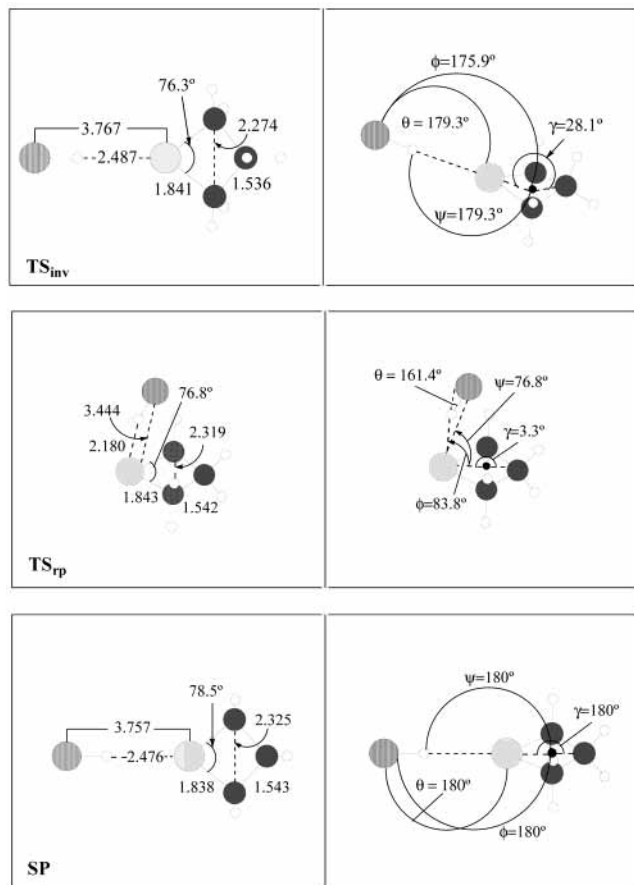 76.3º
3.767
2.274
2.487
1.841
1.536
TSinv
ϕ=175.9º
θ = 179.3º
γ=28.1º
ψ=179.3º
76.8º
3.444
2.180
2.319
1.843
1.542
TSrp
θ = 161.4º
ψ=76.8º
γ=3.3º
ϕ=83.8º
78.5º
3.757
2.325
2.476
1.838
1.543
SP
ψ=180º
γ=180º
θ = 180º
ϕ=180º